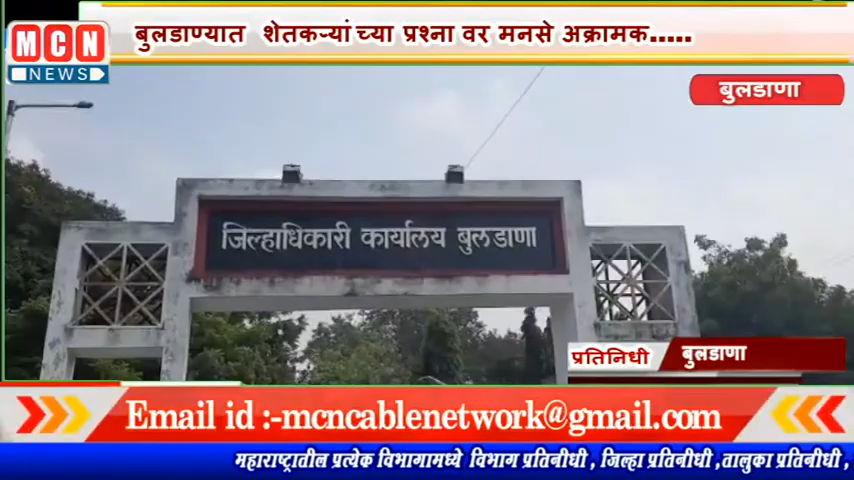 MCN
NEWS
बुलडाण्यात शेतकऱ्यांच्या प्रश्ना वर मनसे अक्रामक.....
बुलडाणा
जिल्हाधिकारी कार्यालय बुलडाणा
प्रतिनिधी बुलडाणा
Email id :-mcncablenetwork@gmail.com
महाराष्ट्रातील प्रत्येक विभागामध्ये विभाग प्रतिनीधी , जिल्हा प्रतिनीधी ,तालुका प्रतिनीधी ,